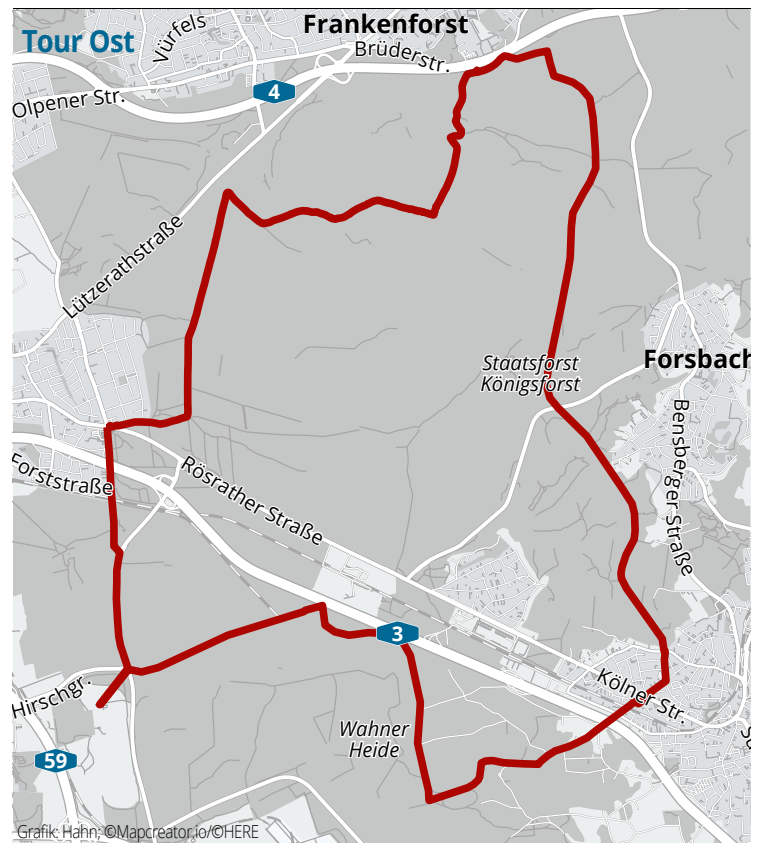 Frankenforst
Tour Ost
Vürfels
Brüderstr.
4
Olpener Str.
Lützerathstraße
Staatsforst
Königsforst
Forsbach
Bensberger Straße
Forststraße
Rösrather Straße
3
Kölner Str.
Hirschgr.
Wahner
Heide
59
Grafik: Hahn; ©Mapcreator.io/©HERE